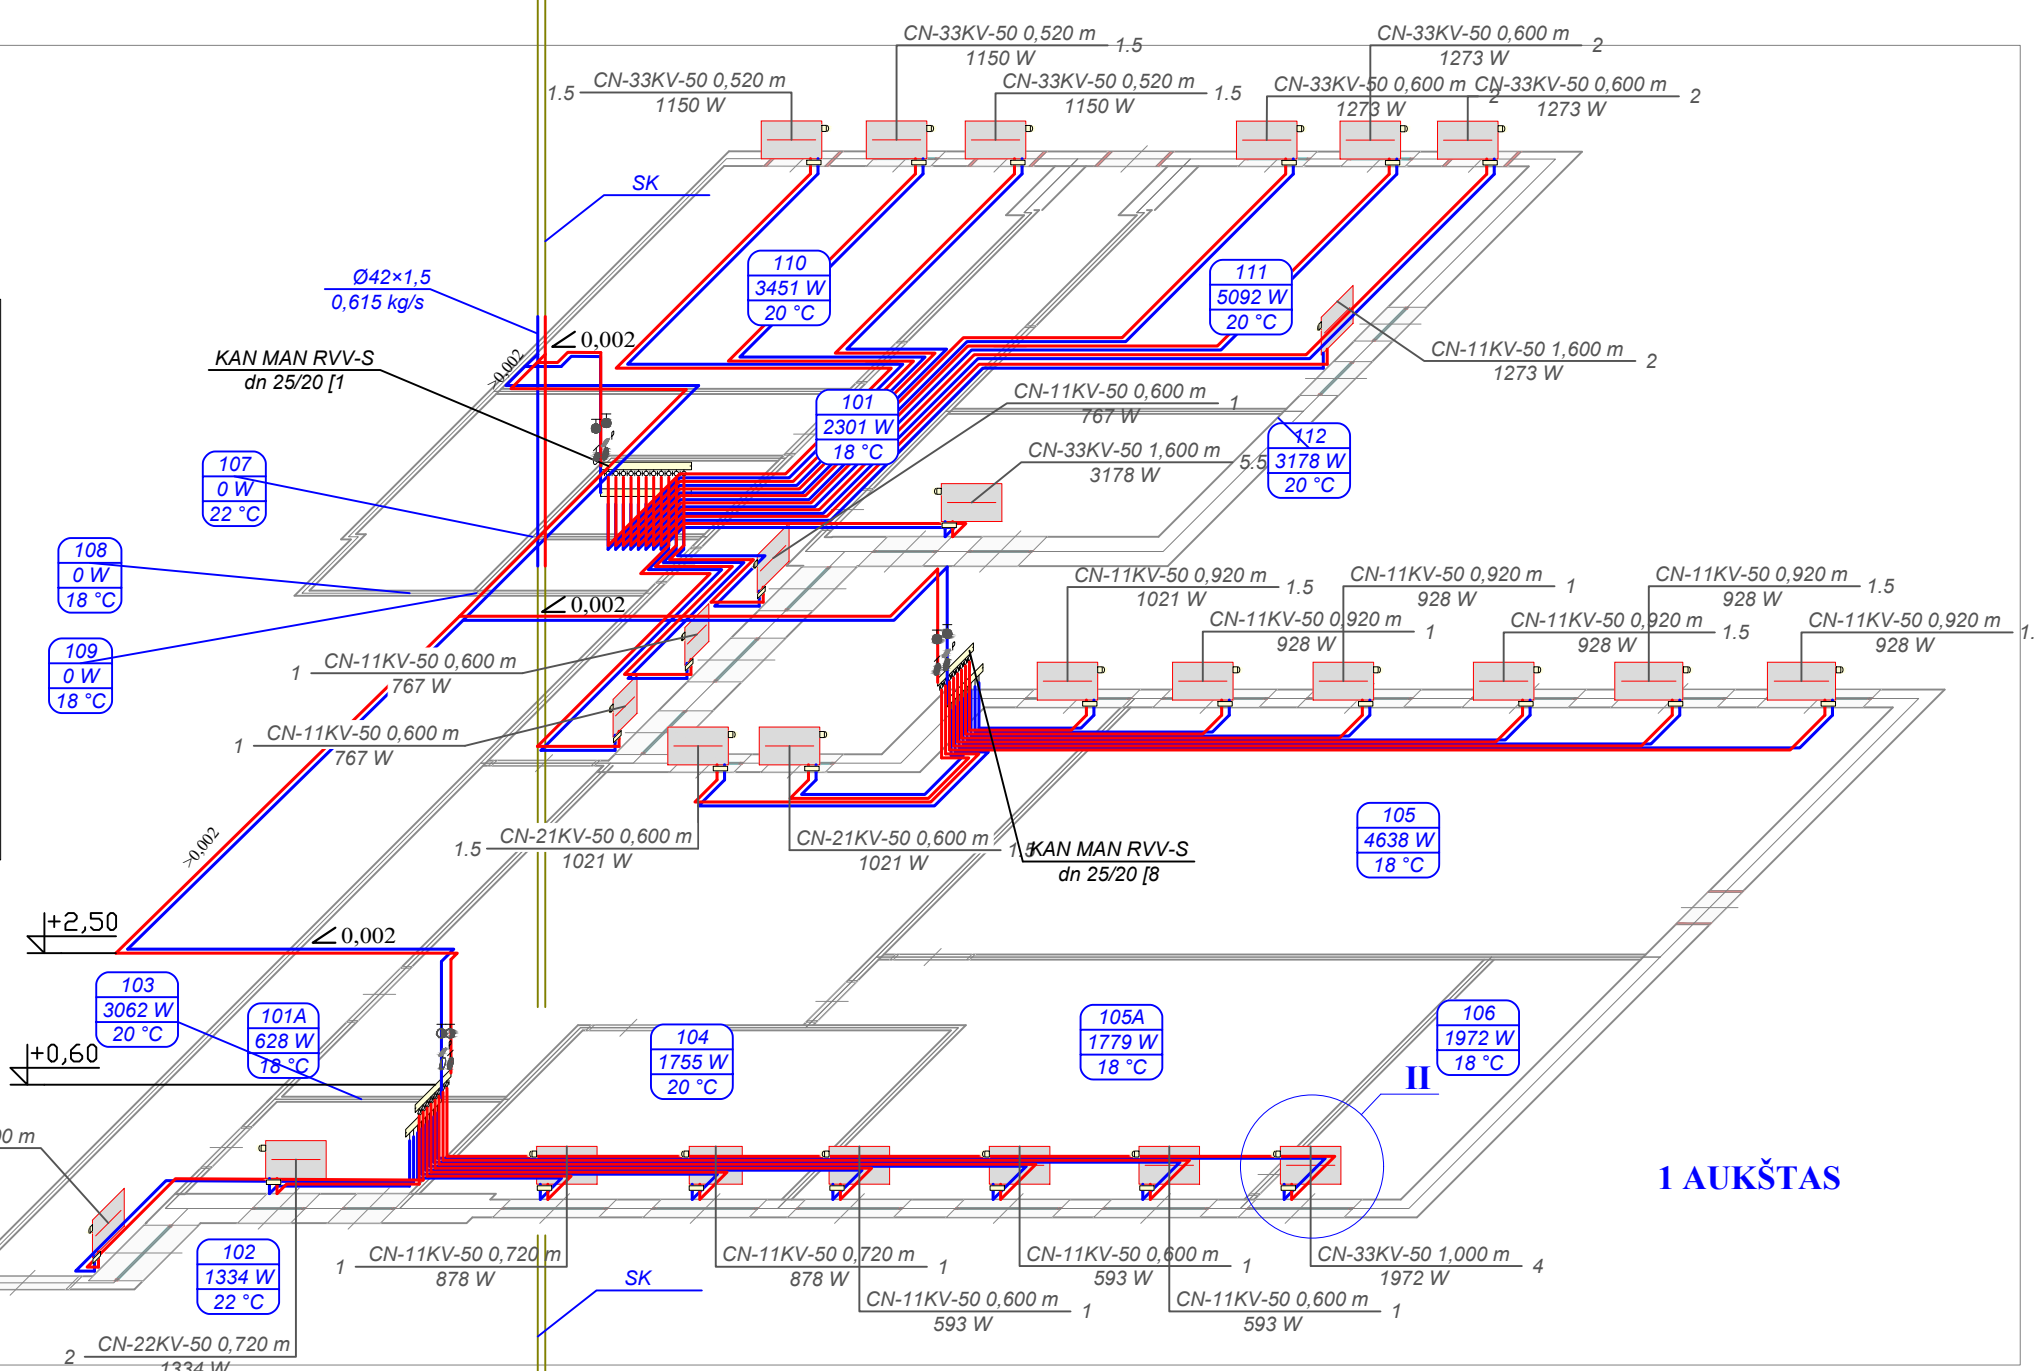 CN-33KV-50 0,520 m
1150 W
1.5
CN-33KV-50 0,600 m
1273 W
2
1.5
CN-33KV-50 0,520 m
1150 W
CN-33KV-50 0,520 m
1150 W
1.5
CN-33KV-50 0,600 m
1273 W
2
CN-33KV-50 0,600 m
1273 W
2
SK
Ø42×1,5
0,615 kg/s
110
3451 W
20 °C
111
5092 W
20 °C
0,002
>0,002
KAN MAN RVV-S
dn 25/20 [1
CN-11KV-50 1,600 m
1273 W
2
CN-11KV-50 0,600 m
767 W
1
101
2301 W
18 °C
112
3178 W
20 °C
CN-33KV-50 1,600 m
3178 W
5.5
107
0 W
22 °C
108
0 W
18 °C
109
0 W
18 °C
0,002
CN-11KV-50 0,920 m
1021 W
1.5
CN-11KV-50 0,920 m
928 W
1
CN-11KV-50 0,920 m
928 W
1.5
CN-11KV-50 0,920 m
928 W
1
CN-11KV-50 0,920 m
928 W
1.5
CN-11KV-50 0,920 m
928 W
1.
1
CN-11KV-50 0,600 m
767 W
1
CN-11KV-50 0,600 m
767 W
1.5
CN-21KV-50 0,600 m
1021 W
CN-21KV-50 0,600 m
1021 W
1.5
KAN MAN RVV-S
dn 25/20 [8
105
4638 W
18 °C
>0,002
+2,50
0,002
103
3062 W
20 °C
101A
628 W
18 °C
+0,60
104
1755 W
20 °C
105A
1779 W
18 °C
106
1972 W
18 °C
II
00 m
1 AUKŠTAS
102
1334 W
22 °C
1
CN-11KV-50 0,720 m
878 W
CN-11KV-50 0,720 m
878 W
1
CN-11KV-50 0,600 m
593 W
1
CN-33KV-50 1,000 m
1972 W
4
SK
CN-11KV-50 0,600 m
593 W
1
CN-11KV-50 0,600 m
593 W
1
2
CN-22KV-50 0,720 m
1334 W